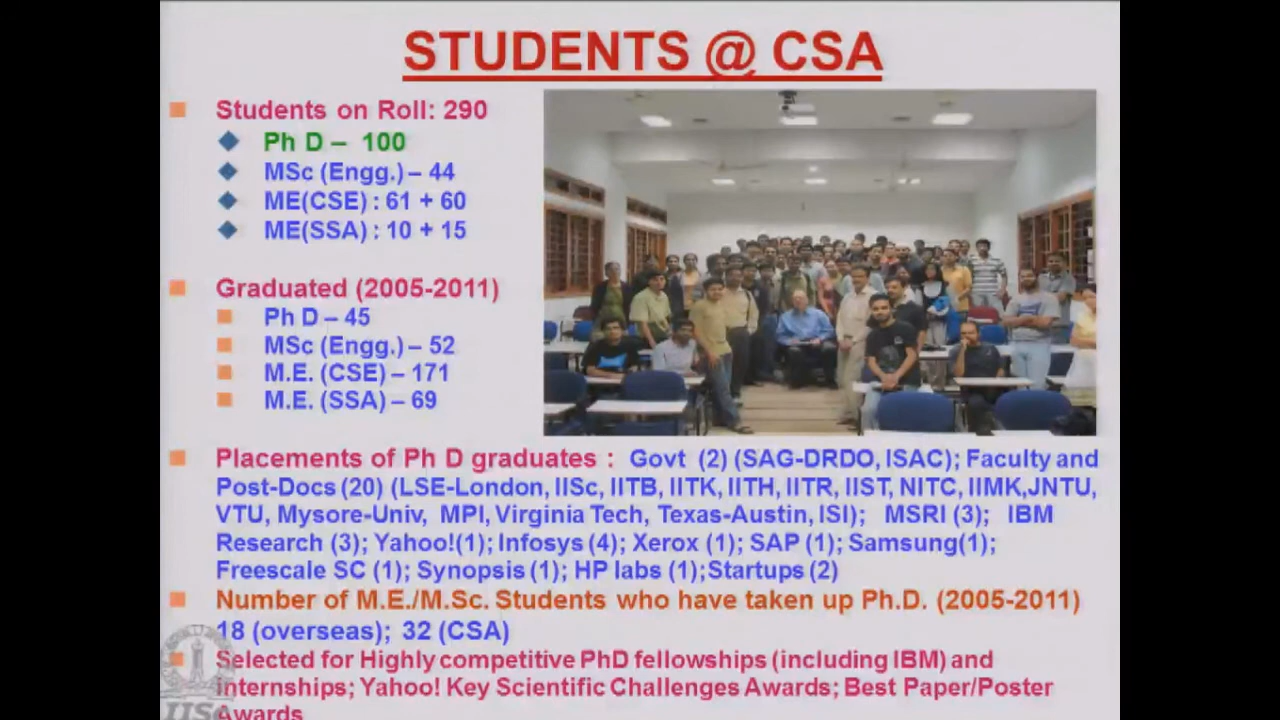 STUDENTS @ CSA
Students on Roll: 290
Ph D – 100
MSc (Engg.) – 44
ME(CSE) : 61 + 60
ME(SSA) : 10 + 15
Graduated (2005-2011)
Ph D – 45
MSc (Engg.) – 52
M.E. (CSE) – 171
M.E. (SSA) – 69
Placements of Ph D graduates : Govt (2) (SAG-DRDO, ISAC); Faculty and
Post-Docs (20) (LSE-London, IISc, IITB, IITK, IITH, IITR, IIST, NITC, IIMK,JNTU,
VTU, Mysore-Univ, MPI, Virginia Tech, Texas-Austin, ISI); MSRI (3); IBM
Research (3); Yahoo!(1); Infosys (4); Xerox (1); SAP (1); Samsung(1);
Freescale SC (1); Synopsis (1); HP labs (1);Startups (2)
Number of M.E./M.Sc. Students who have taken up Ph.D. (2005-2011)
18 (overseas); 32 (CSA)
Selected for Highly competitive PhD fellowships (including IBM) and
internships; Yahoo! Key Scientific Challenges Awards; Best Paper/Poster
Awards
IISc